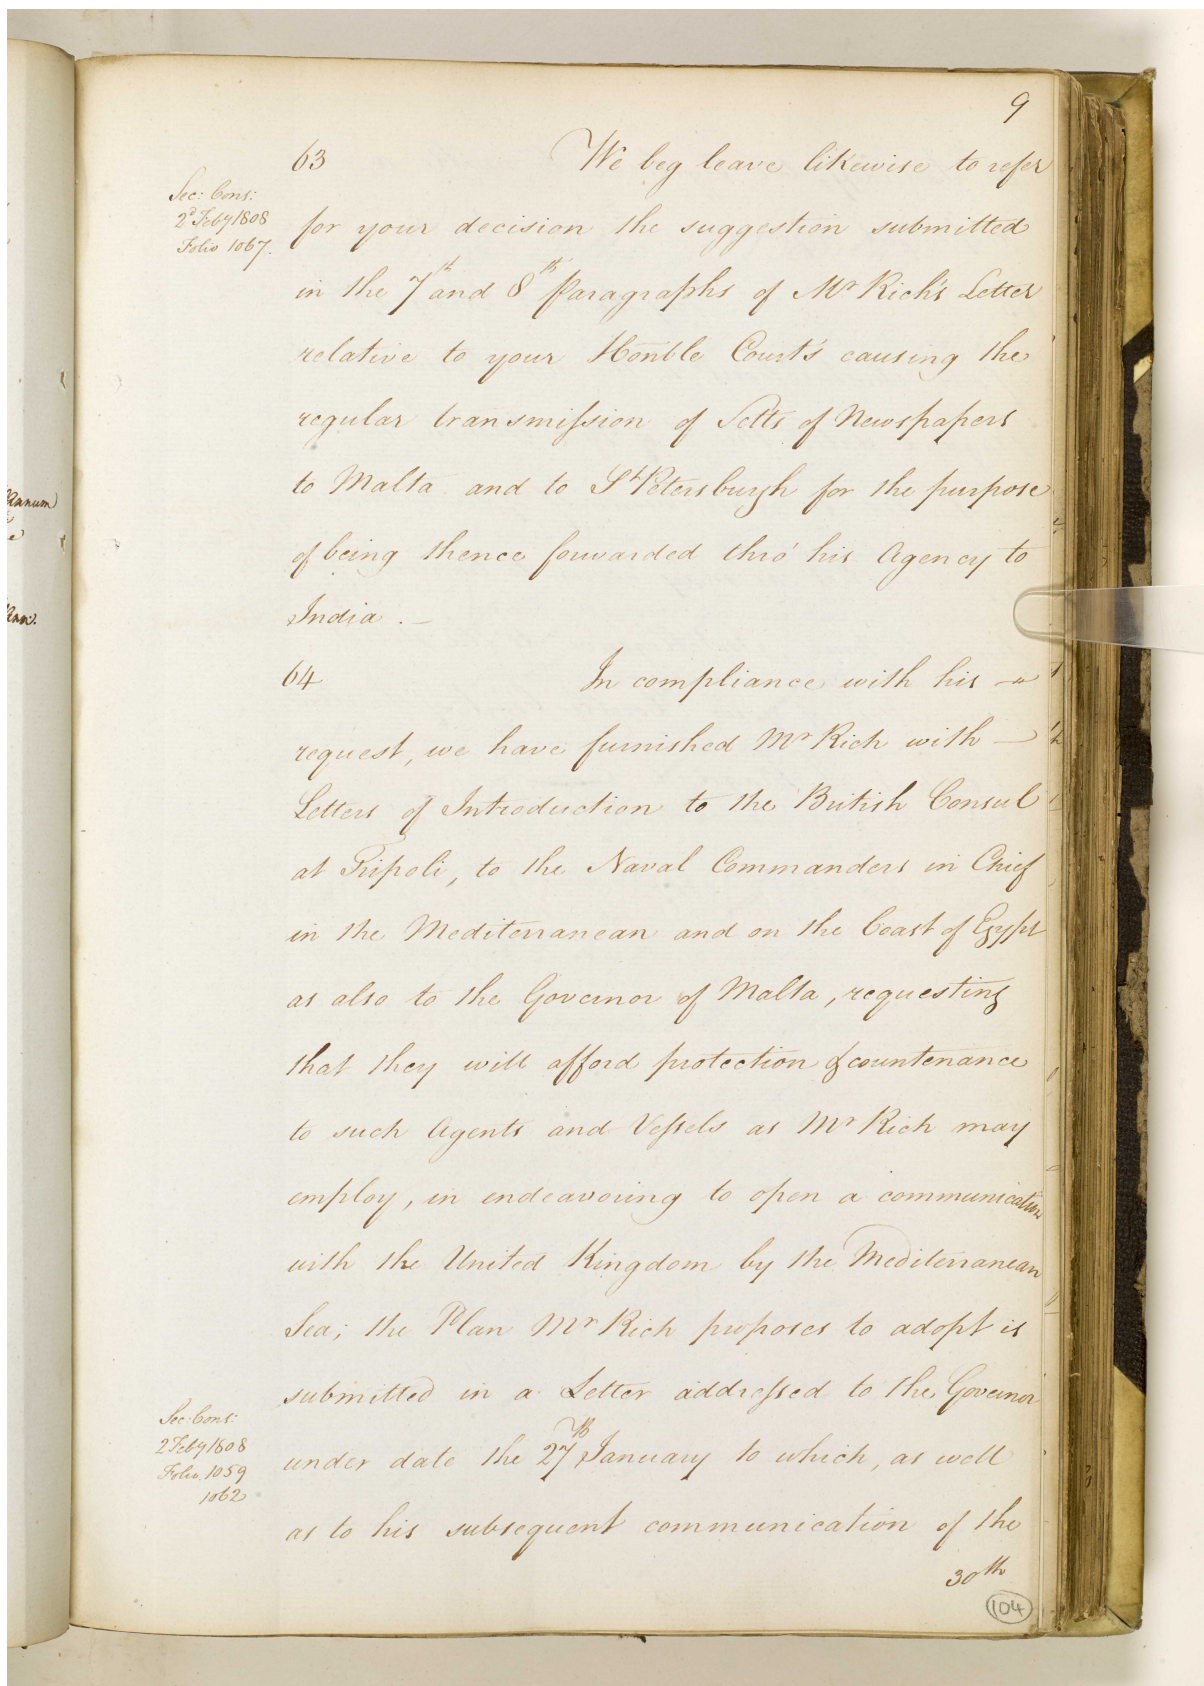 9
63 We beg leave likewise to refer
Sec: Cons:
2d Feby 1808
Folio 1067.
for your decision the suggestion submitted
in the 7th and 8th Paragraphs of Mr Rich's Letter
relative to your Honble Court's causing the
regular transmission of Setts of Newspapers
to Malta and to St Petersburgh for the purpose
of being thence forwarded thro' his Agency to
India. —
64 In compliance with his —
request, we have furnished Mr Rich with —
Letters of Introduction to the British Consul
at Tripoli, to the Naval Commanders in Chief
in the Mediterranean and on the Coast of Egypt
as also to the Governor of Malta, requesting
that they will afford protection & countenance
to such Agents and Vessels as Mr Rich may
employ, in endeavoring to open a communication
with the United Kingdom by the Mediterranean
Sea; the Plan Mr Rich proposes to adopt is
submitted in a Letter addressed to the Governor
Sec: Cons:
2 Feby 1808
Folio. 1059
1062
under date the 27th January to which, as well
as to his subsequent communication of the
30th
104
Annum
Ann.